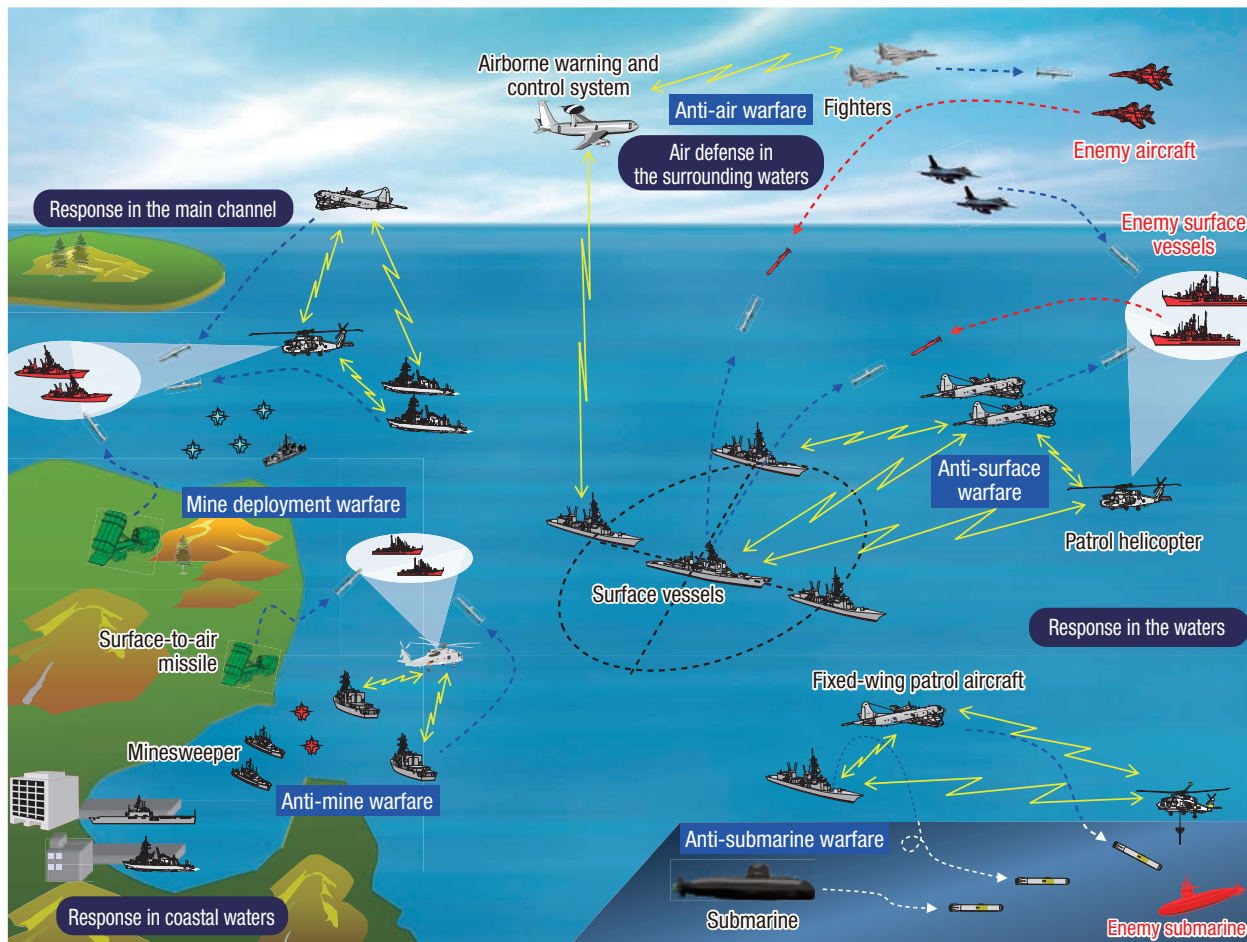 Airborne warning and
control system
Anti-air warfare
Fighters
Air defense in
the surrounding waters
Enemy aircraft
Response in the main channel
Enemy surface
vessels
Mine deployment warfare
Anti-surface
warfare
Patrol helicopter
Surface vessels
Surface-to-air
missile
Response in the waters
Fixed-wing patrol aircraft
Minesweeper
Anti-mine warfare
Anti-submarine warfare
Submarine
Enemy submarine
Response in coastal waters